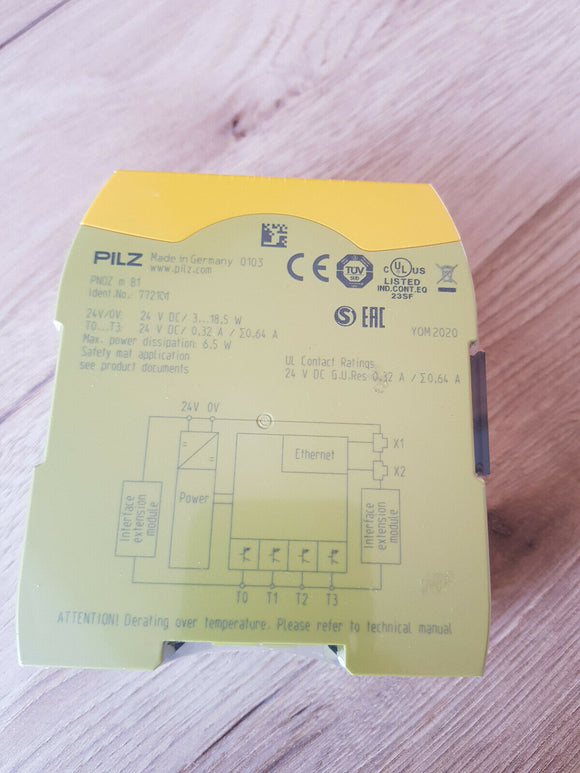 PILZ Made in Germany 0103
www.pilz.com
PNOZ m B1
Ident.No.: 772101
24V/0V: 24 V DC/ 3...18.5 W
T0...T3: 24 V DC/ 0.32 A / Σ0.64 A
Max. power dissipation: 6.5 W
Safety mat application
see product documents
CE
TÜV
SÜD
c UL us
LISTED
IND.CONT.EQ
23SF
S EAC
YOM 2020
UL Contact Ratings
24 V DC G.U.Res 0.32 A / Σ0.64 A
24V 0V
Ethernet
X1
X2
Power
Interface
extension
module
Interface
extension
module
T0 T1 T2 T3
ATTENTION! Derating over temperature. Please refer to technical manual